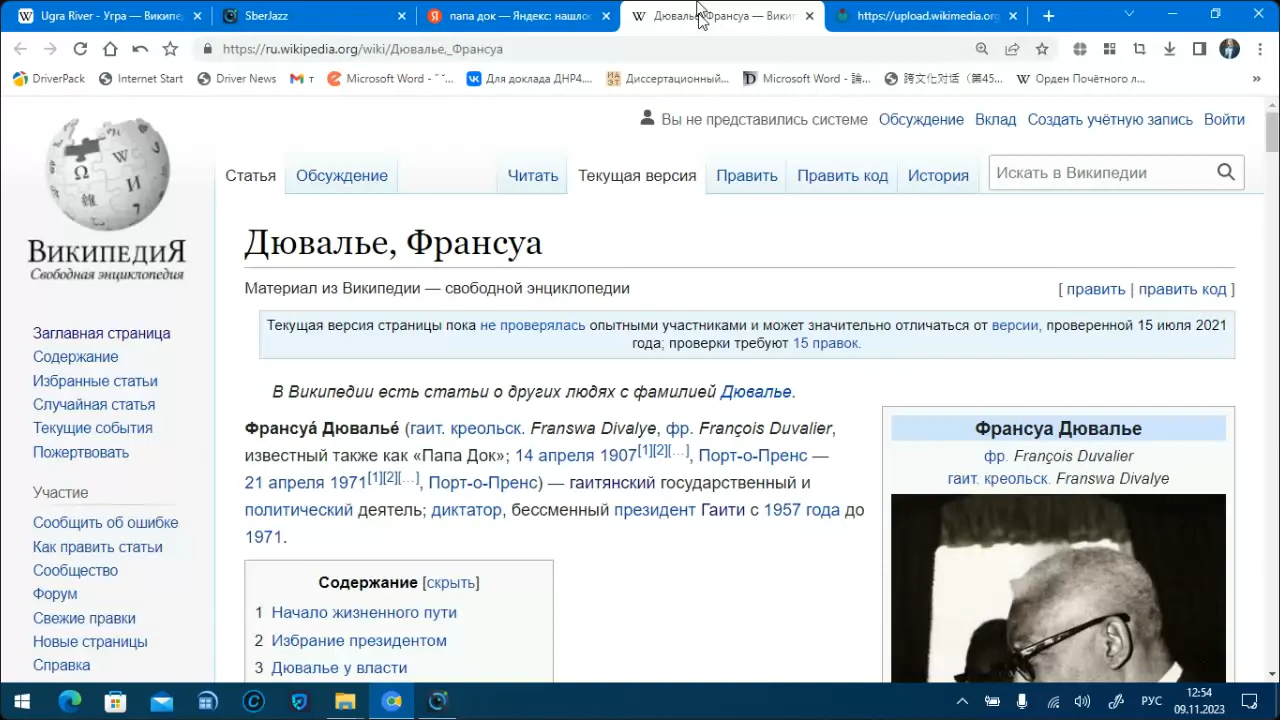 Ugra River - Угра — Википе
SberJazz
папа док — Яндекс: нашлос
Дювалье, Франсуа — Викип
https://upload.wikimedia.org
https://ru.wikipedia.org/wiki/Дювалье,_Франсуа
DriverPack
Internet Start
Driver News
т
Microsoft Word -
Для доклада ДНР4....
Диссертационный...
Microsoft Word - 論...
跨文化对话（第45...
Орден Почётного л...
»
Вы не представились системе
Обсуждение
Вклад
Создать учётную запись
Войти
Статья
Обсуждение
Читать
Текущая версия
Править
Править код
История
Искать в Википедии
ВикипедиЯ
Свободная энциклопедия
Дювалье, Франсуа
Материал из Википедии — свободной энциклопедии
[ править | править код ]
Текущая версия страницы пока не проверялась опытными участниками и может значительно отличаться от версии, проверенной 15 июля 2021
года; проверки требуют 15 правок.
В Википедии есть статьи о других людях с фамилией Дювалье.
Франсуа́ Дювалье́ (гаит. креольск. Franswa Divalye, фр. François Duvalier,
известный также как «Папа Док»; 14 апреля 1907[1][2][…], Порт-о-Пренс —
21 апреля 1971[1][2][…], Порт-о-Пренс) — гаитянский государственный и
политический деятель; диктатор, бессменный президент Гаити с 1957 года до
1971.
Содержание [скрыть]
1 Начало жизненного пути
2 Избрание президентом
3 Дювалье у власти
Франсуа Дювалье
фр. François Duvalier
гаит. креольск. Franswa Divalye
Заглавная страница
Содержание
Избранные статьи
Случайная статья
Текущие события
Пожертвовать
Участие
Сообщить об ошибке
Как править статьи
Сообщество
Форум
Свежие правки
Новые страницы
Справка
РУС
12:54
09.11.2023